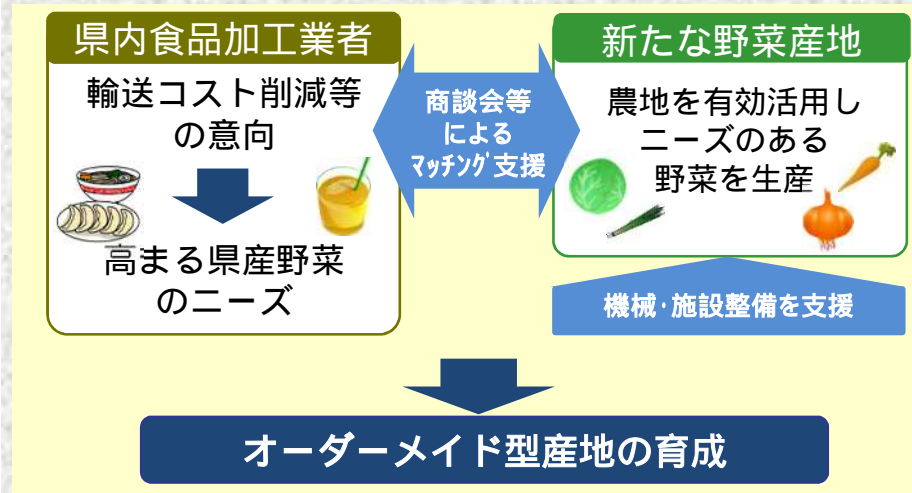 県内食品加工業者
輸送コスト削減等
の意向
高まる県産野菜
のニーズ
商談会等
による
マッチング支援
新たな野菜産地
農地を有効活用し
ニーズのある
野菜を生産
機械・施設整備を支援
オーダーメイド型産地の育成